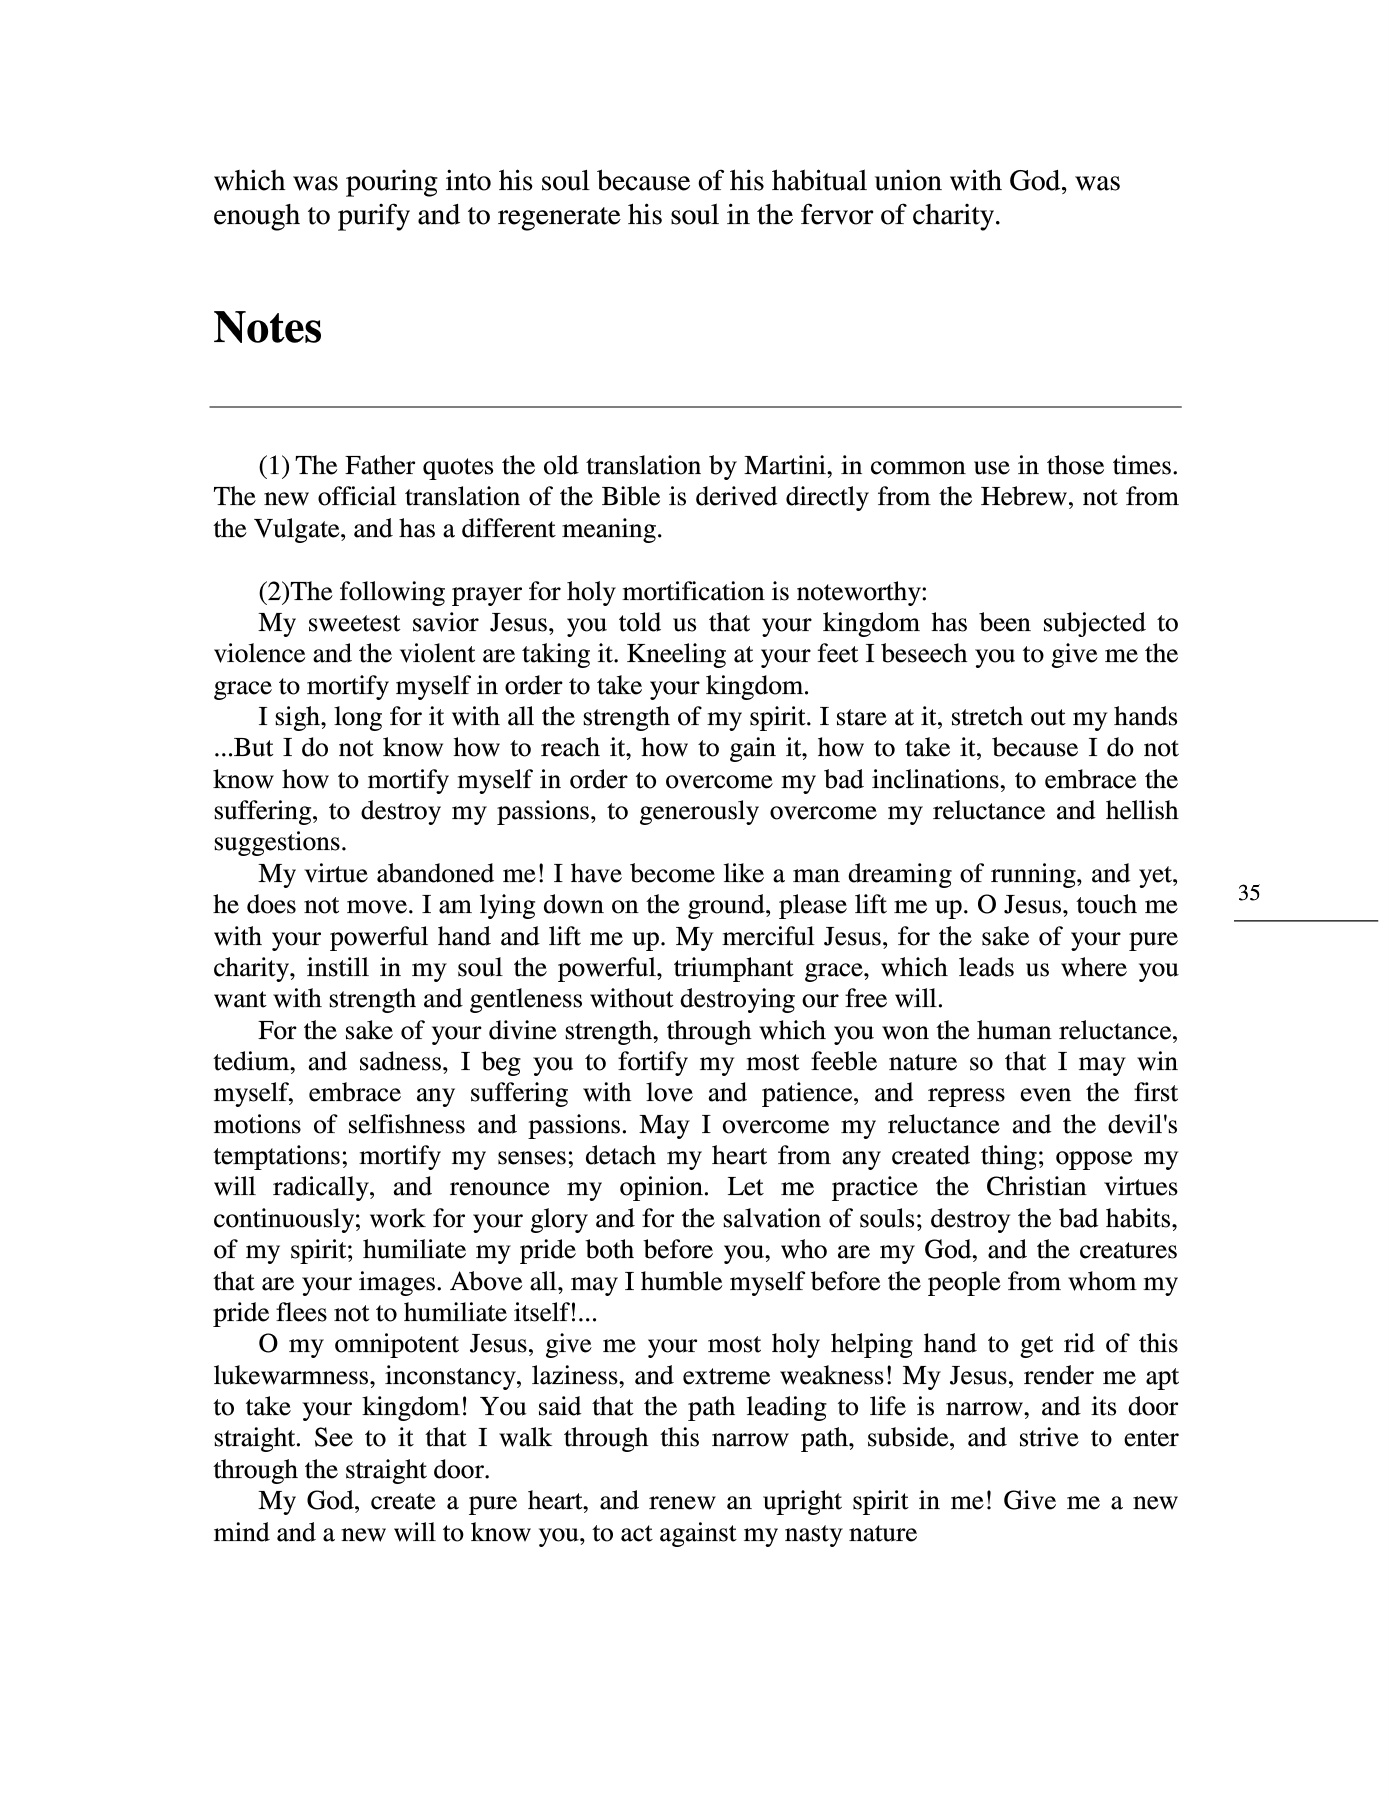 which was pouring into his soul because of his habitual union with God, was
enough to purify and to regenerate his soul in the fervor of charity.
Notes
(1) The Father quotes the old translation by Martini, in common use in those times.
The new official translation of the Bible is derived directly from the Hebrew, not from
the Vulgate, and has a different meaning.
(2)The following prayer for holy mortification is noteworthy:
My sweetest savior Jesus, you told us that your kingdom has been subjected to
violence and the violent are taking it. Kneeling at your feet I beseech you to give me the
grace to mortify myself in order to take your kingdom.
I sigh, long for it with all the strength of my spirit. I stare at it, stretch out my hands
...But I do not know how to reach it, how to gain it, how to take it, because I do not
know how to mortify myself in order to overcome my bad inclinations, to embrace the
suffering, to destroy my passions, to generously overcome my reluctance and hellish
suggestions.
My virtue abandoned me! I have become like a man dreaming of running, and yet,
he does not move. I am lying down on the ground, please lift me up. O Jesus, touch me
with your powerful hand and lift me up. My merciful Jesus, for the sake of your pure
charity, instill in my soul the powerful, triumphant grace, which leads us where you
want with strength and gentleness without destroying our free will.
For the sake of your divine strength, through which you won the human reluctance,
tedium, and sadness, I beg you to fortify my most feeble nature so that I may win
myself, embrace any suffering with love and patience, and repress even the first
motions of selfishness and passions. May I overcome my reluctance and the devil's
temptations; mortify my senses; detach my heart from any created thing; oppose my
will radically, and renounce my opinion. Let me practice the Christian virtues
continuously; work for your glory and for the salvation of souls; destroy the bad habits,
of my spirit; humiliate my pride both before you, who are my God, and the creatures
that are your images. Above all, may I humble myself before the people from whom my
pride flees not to humiliate itself!...
O my omnipotent Jesus, give me your most holy helping hand to get rid of this
lukewarmness, inconstancy, laziness, and extreme weakness! My Jesus, render me apt
to take your kingdom! You said that the path leading to life is narrow, and its door
straight. See to it that I walk through this narrow path, subside, and strive to enter
through the straight door.
My God, create a pure heart, and renew an upright spirit in me! Give me a new
mind and a new will to know you, to act against my nasty nature
35